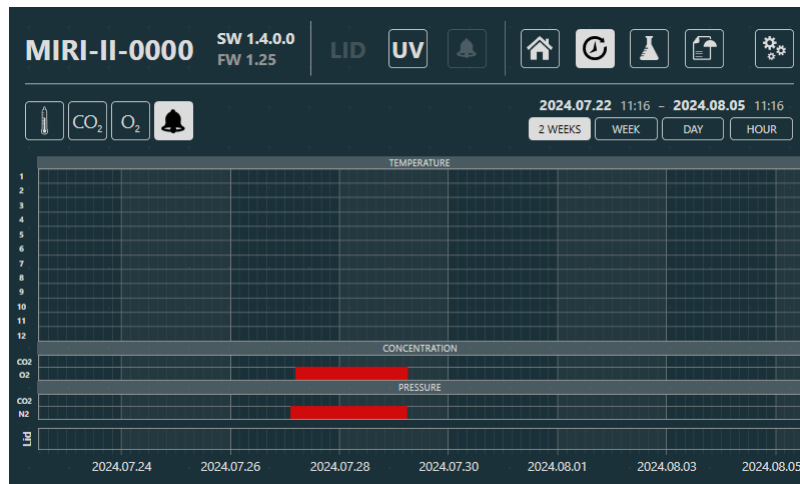 MIRI-II-0000 SW 1.4.0.0 LID UV
FW 1.25
CO₂ O₂ 2024.07.22 11:16 – 2024.08.05 11:16
2 WEEKS WEEK DAY HOUR
TEMPERATURE
1
2
3
4
5
6
7
8
9
10
11
12
CONCENTRATION
CO2
O2
PRESSURE
CO2
N2
Lid
2024.07.24 2024.07.26 2024.07.28 2024.07.30 2024.08.01 2024.08.03 2024.08.05